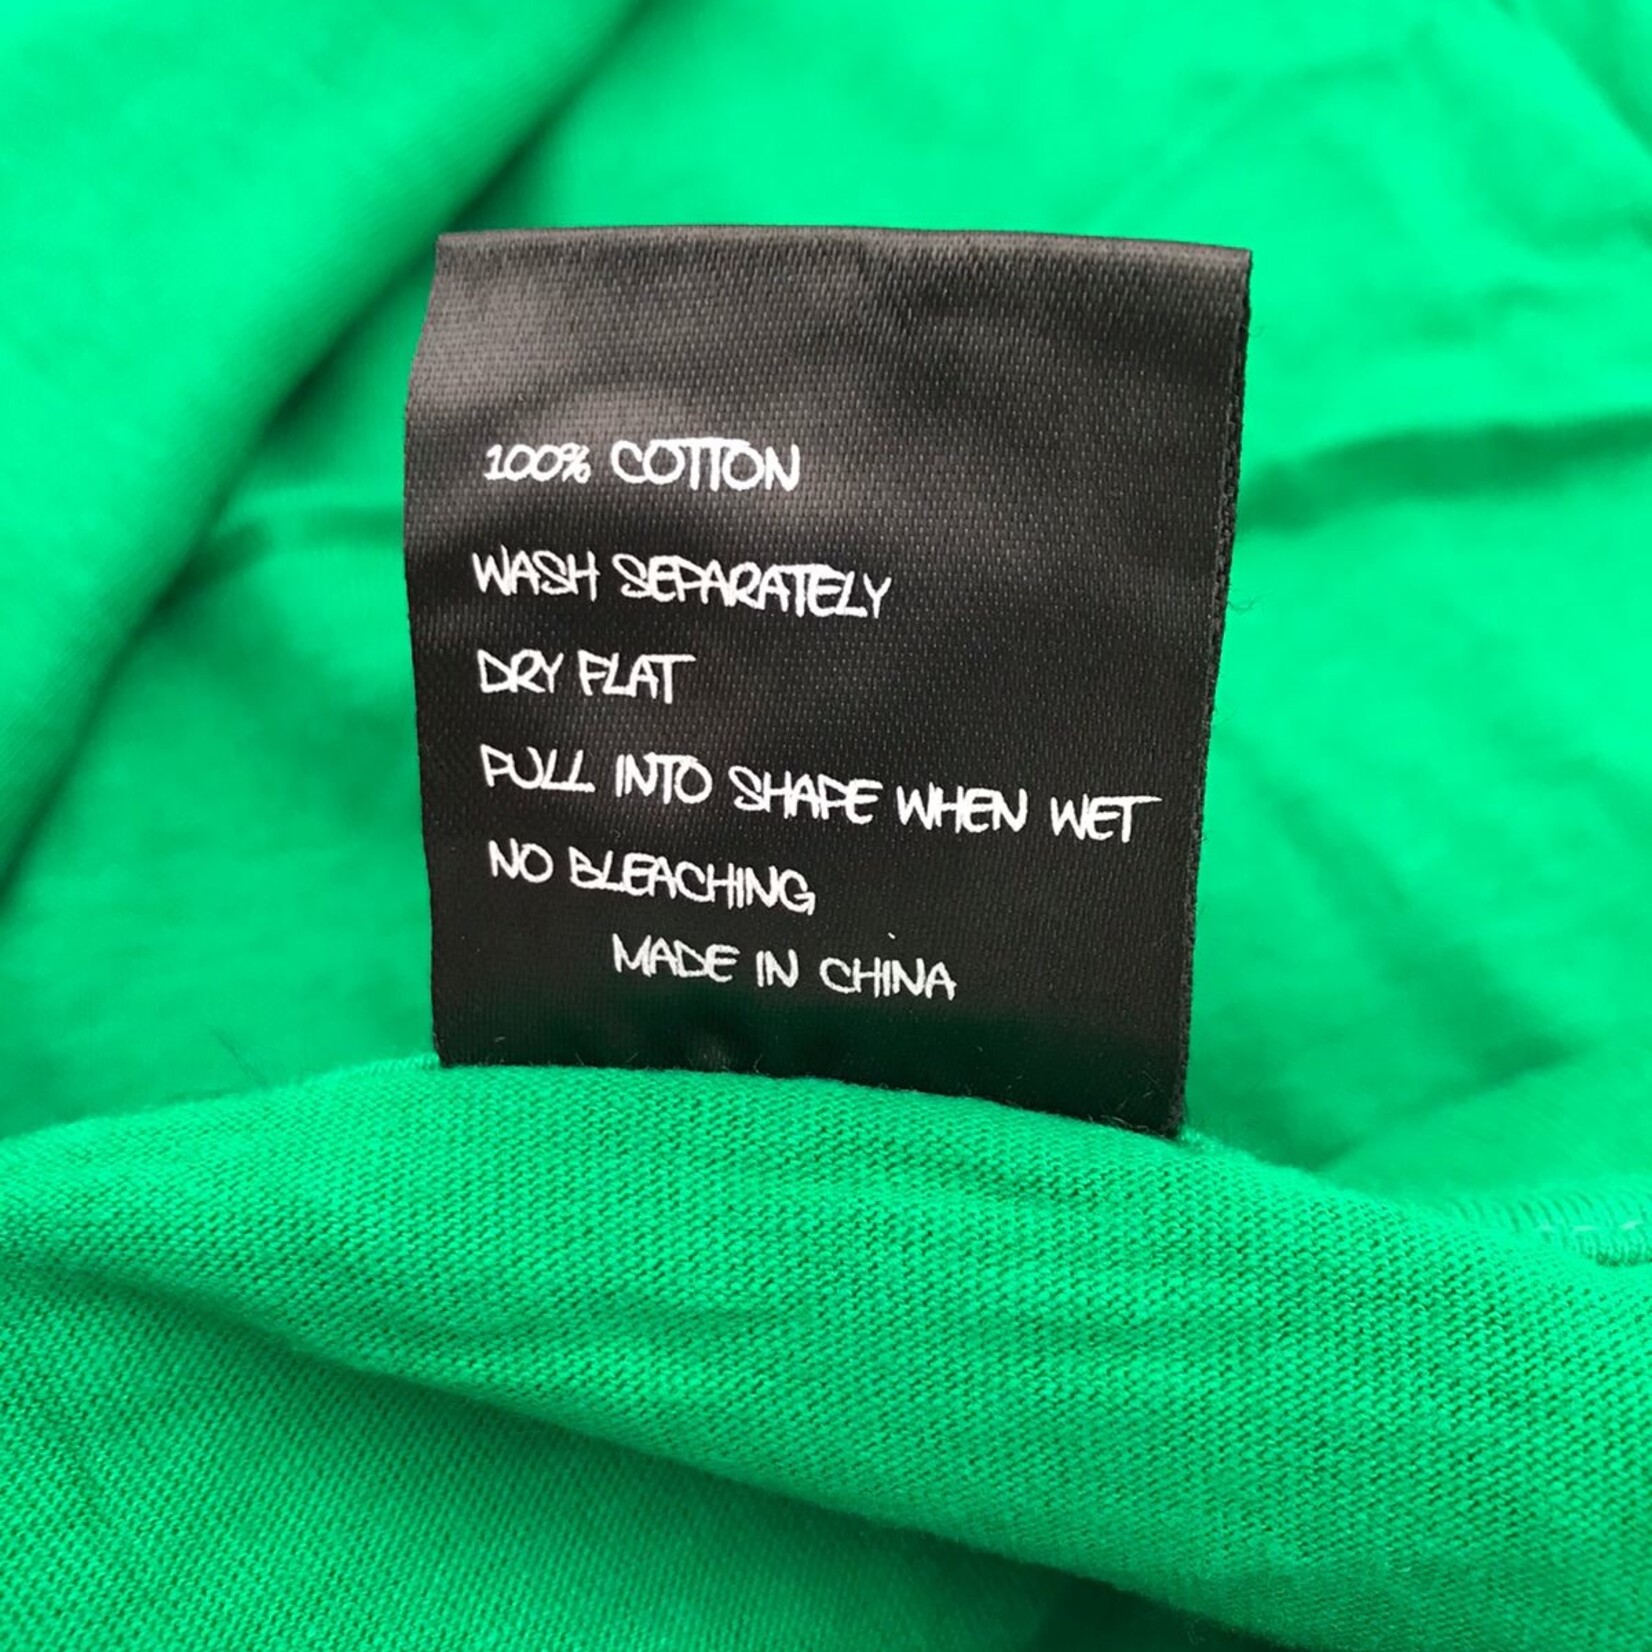 100% COTTON
WASH SEPARATELY
DRY FLAT
PULL INTO SHAPE WHEN WET
NO BLEACHING
MADE IN CHINA